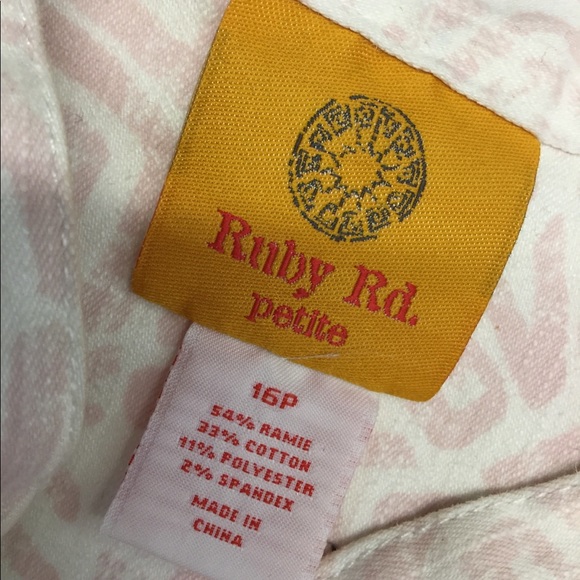 Ruby Rd.
petite
16P
54% RAMIE
33% COTTON
11% POLYESTER
2% SPANDEX
MADE IN
CHINA